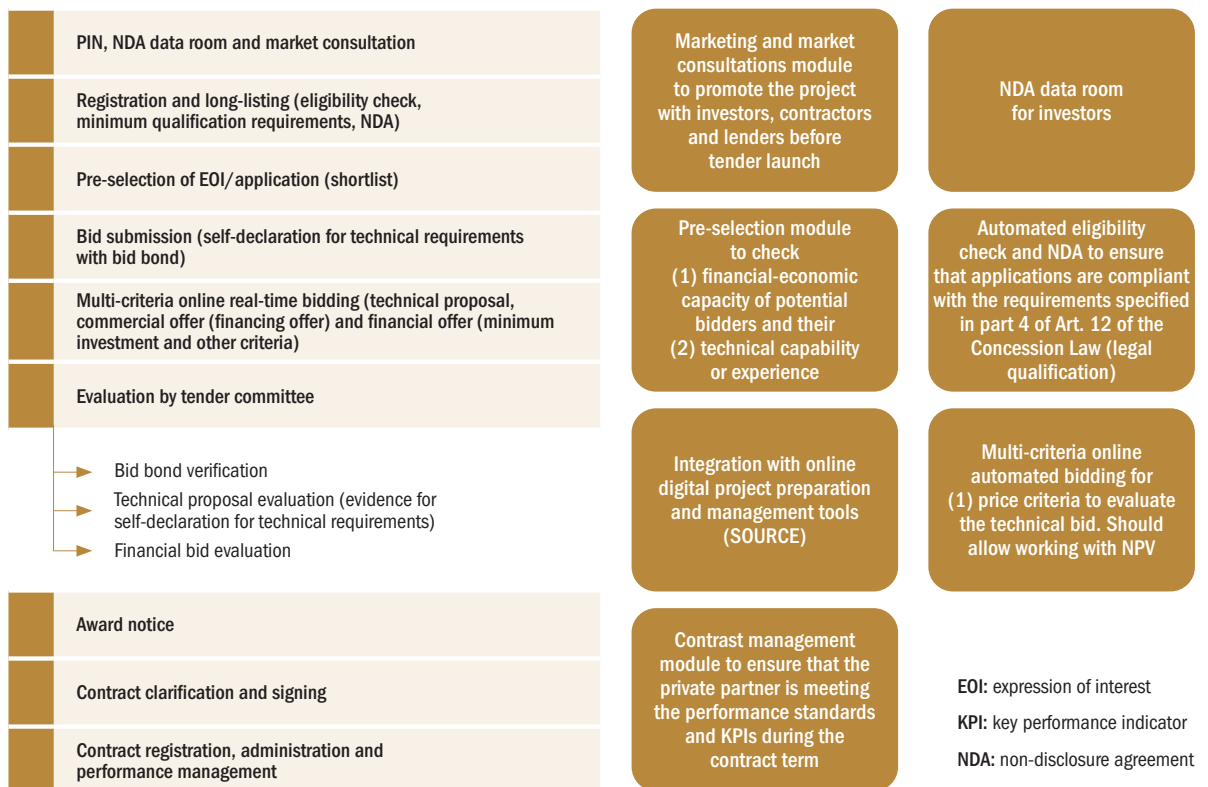 PIN, NDA data room and market consultation
Registration and long-listing (eligibility check,
minimum qualification requirements, NDA)
Pre-selection of EOI/application (shortlist)
Bid submission (self-declaration for technical requirements
with bid bond)
Multi-criteria online real-time bidding (technical proposal,
commercial offer (financing offer) and financial offer (minimum
investment and other criteria)
Evaluation by tender committee
Bid bond verification
Technical proposal evaluation (evidence for
self-declaration for technical requirements)
Financial bid evaluation
Award notice
Contract clarification and signing
Contract registration, administration and
performance management
Marketing and market
consultations module
to promote the project
with investors, contractors
and lenders before
tender launch
NDA data room
for investors
Pre-selection module
to check
(1) financial-economic
capacity of potential
bidders and their
(2) technical capability
or experience
Automated eligibility
check and NDA to ensure
that applications are compliant
with the requirements specified
in part 4 of Art. 12 of the
Concession Law (legal
qualification)
Integration with online
digital project preparation
and management tools
(SOURCE)
Multi-criteria online
automated bidding for
(1) price criteria to evaluate
the technical bid. Should
allow working with NPV
Contrast management
module to ensure that the
private partner is meeting
the performance standards
and KPIs during the
contract term
EOI: expression of interest
KPI: key performance indicator
NDA: non-disclosure agreement